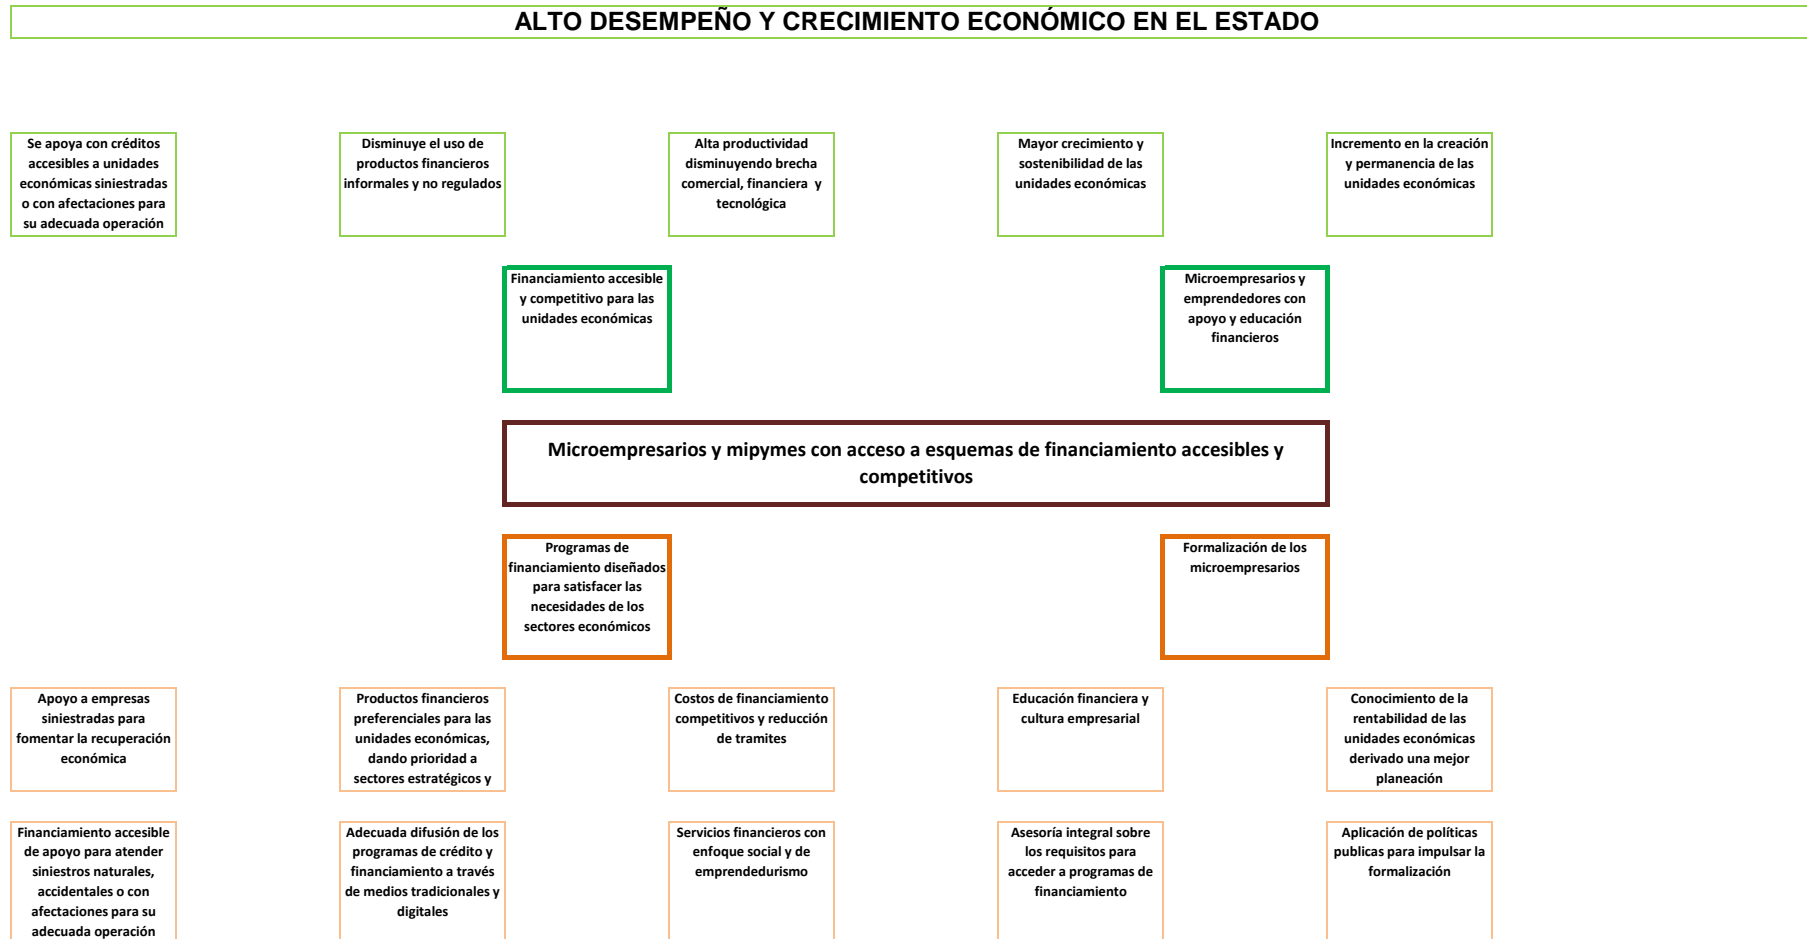 ALTO DESEMPEÑO Y CRECIMIENTO ECONÓMICO EN EL ESTADO
Se apoya con créditos
accesibles a unidades
económicas siniestradas
o con afectaciones para
su adecuada operación
Disminuye el uso de
productos financieros
informales y no regulados
Alta productividad
disminuyendo brecha
comercial, financiera y
tecnológica
Mayor crecimiento y
sostenibilidad de las
unidades económicas
Incremento en la creación
y permanencia de las
unidades económicas
Financiamiento accesible
y competitivo para las
unidades económicas
Microempresarios y
emprendedores con
apoyo y educación
financieros
Microempresarios y mipymes con acceso a esquemas de financiamiento accesibles y
competitivos
Programas de
financiamiento diseñados
para satisfacer las
necesidades de los
sectores económicos
Formalización de los
microempresarios
Apoyo a empresas
siniestradas para
fomentar la recuperación
económica
Productos financieros
preferenciales para las
unidades económicas,
dando prioridad a
sectores estratégicos y
Costos de financiamiento
competitivos y reducción
de tramites
Educación financiera y
cultura empresarial
Conocimiento de la
rentabilidad de las
unidades económicas
derivado una mejor
planeación
Financiamiento accesible
de apoyo para atender
siniestros naturales,
accidentales o con
afectaciones para su
adecuada operación
Adecuada difusión de los
programas de crédito y
financiamiento a través
de medios tradicionales y
digitales
Servicios financieros con
enfoque social y de
emprendedurismo
Asesoría integral sobre
los requisitos para
acceder a programas de
financiamiento
Aplicación de políticas
publicas para impulsar la
formalización